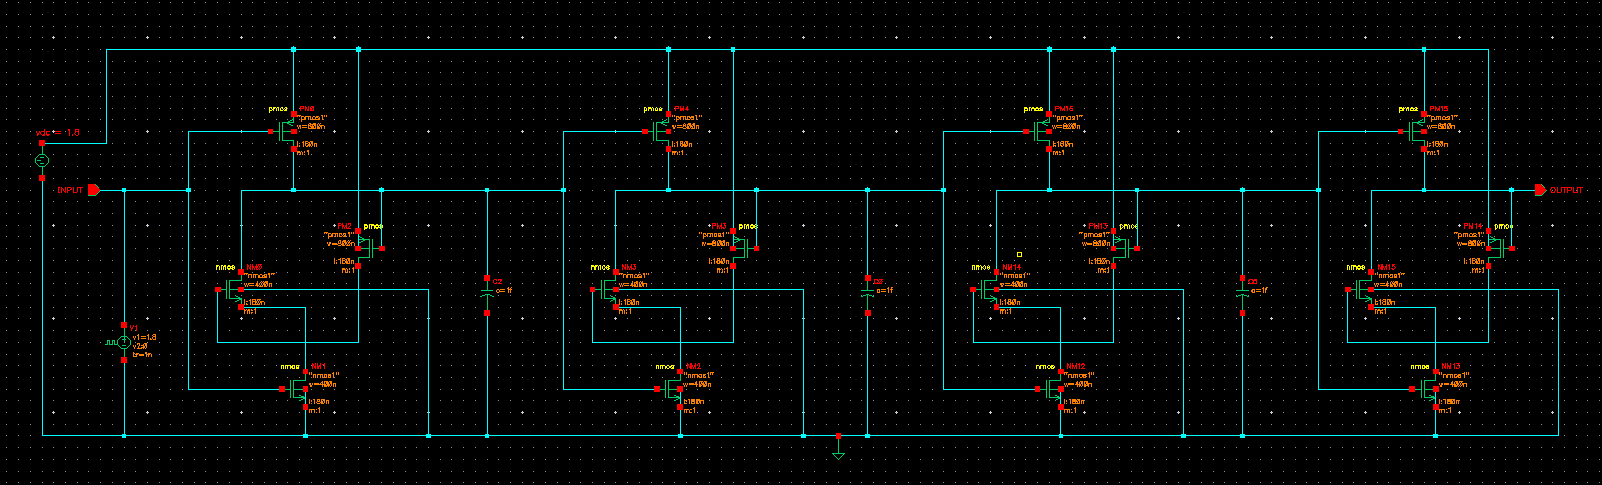 vdc = 1.8
INPUT
V1
v1=1.8
v2:0
tr=1n
pmos
PM0
"pmos1"
w=800n
l:180n
m:1
PM2
pmos
"pmos1"
w=800n
l:180n
m:1
nmos
NM0
"nmos1"
w=400n
l:180n
m:1
nmos
NM1
"nmos1"
w=400n
l:180n
m:1
c=1f
pmos
PM4
"pmos1"
w=800n
l:180n
m:1
PM3
pmos
"pmos1"
w=800n
l:180n
m:1
nmos
NM3
"nmos1"
w=400n
l:180n
m:1
nmos
"nmos1"
w=400n
l:180n
m:1
c=1f
pmos
PM16
"pmos1"
w=800n
l:180n
m:1
PM13
pmos
"pmos1"
w=800n
l:180n
m:1
nmos
NM14
"nmos1"
w=400n
l:180n
m:1
nmos
NM12
"nmos1"
w=400n
l:180n
m:1
c=1f
pmos
PM15
"pmos1"
w=800n
l:180n
m:1
PM14
pmos
"pmos1"
w=800n
l:180n
m:1
nmos
NM15
"nmos1"
w=400n
l:180n
m:1
nmos
NM13
"nmos1"
w=400n
l:180n
m:1
OUTPUT